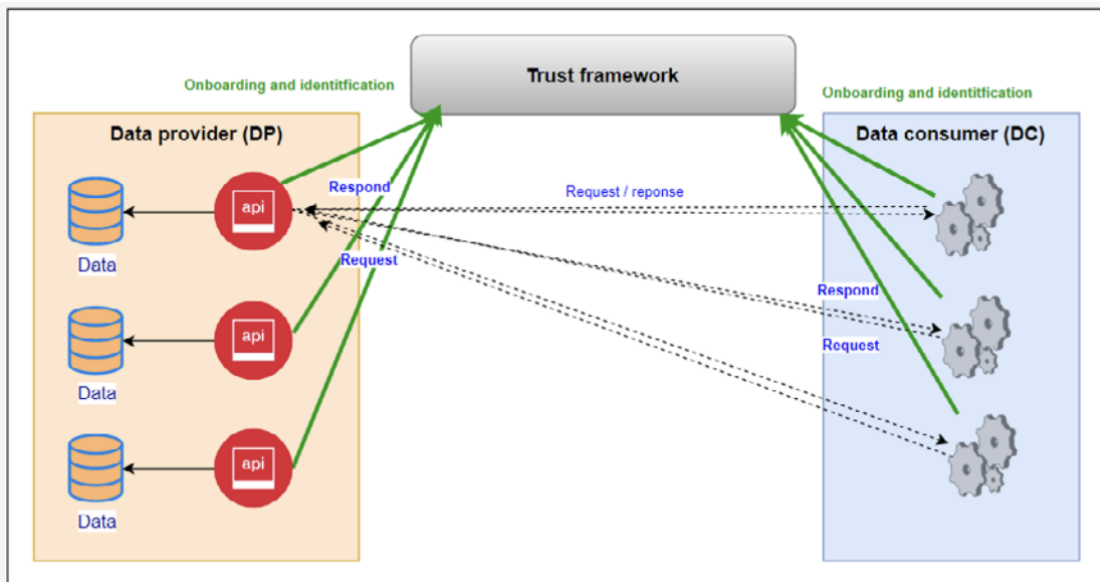 Trust framework
Onboarding and identitfication
Onboarding and identitfication
Data provider (DP)
Data consumer (DC)
api
Data
Respond
Request / reponse
Request
api
Data
Respond
Request
api
Data